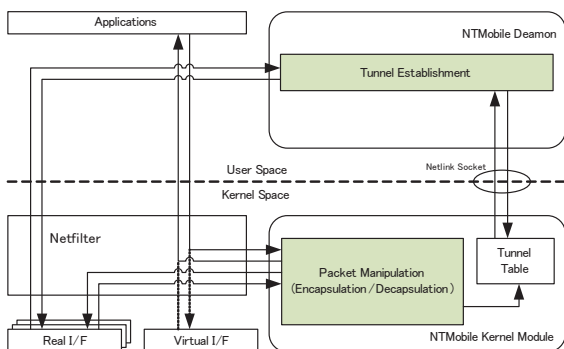 Applications
NTMobile Deamon
Tunnel Establishment
User Space
Netlink Socket
Kernel Space
Netfilter
Packet Manipulation
(Encapsulation/Decapsulation)
Tunnel
Table
Real I/F
Virtual I/F
NTMobile Kernel Module